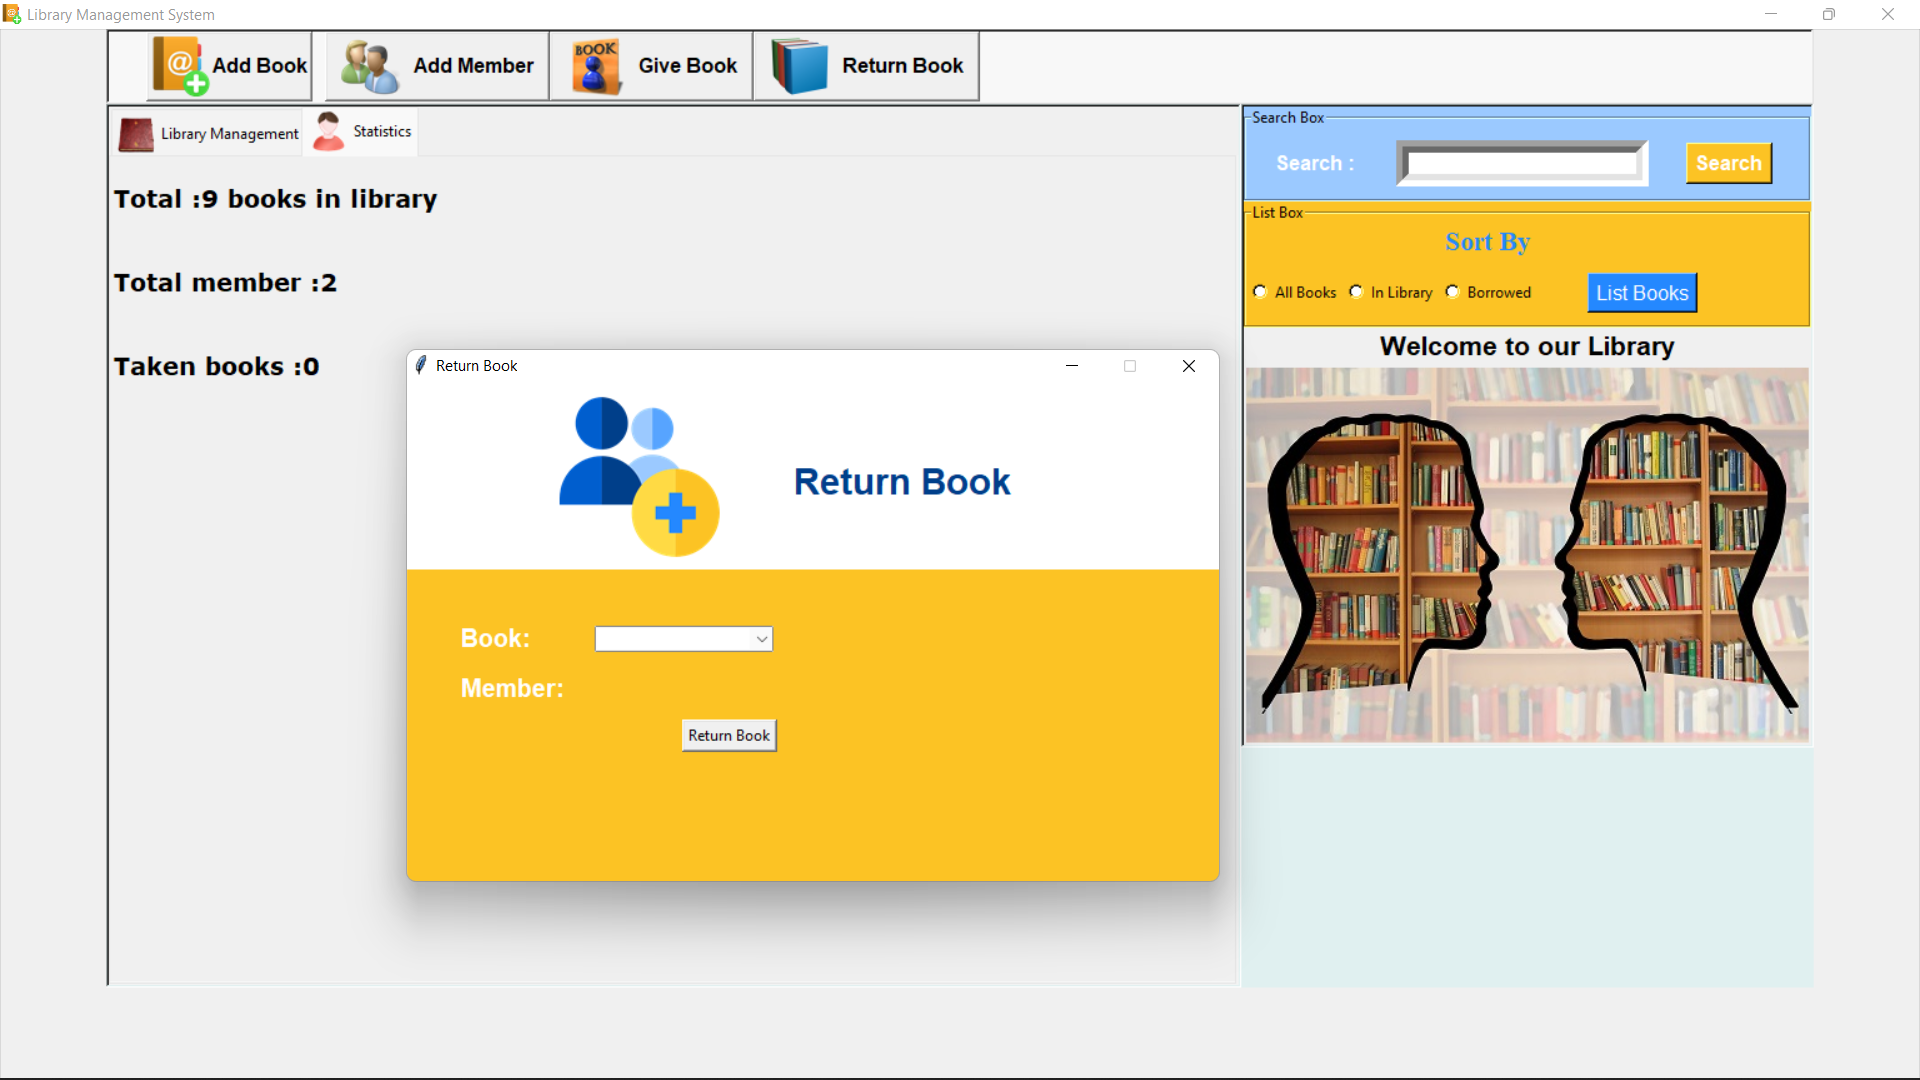 Library Management System
Add Book
Add Member
BOOK
Give Book
Return Book
Library Management
Statistics
Total :9 books in library
Total member :2
Taken books :0
Search Box
Search :
Search
List Box
Sort By
All Books
In Library
Borrowed
List Books
Welcome to our Library
Return Book
Return Book
Book:
Member:
Return Book